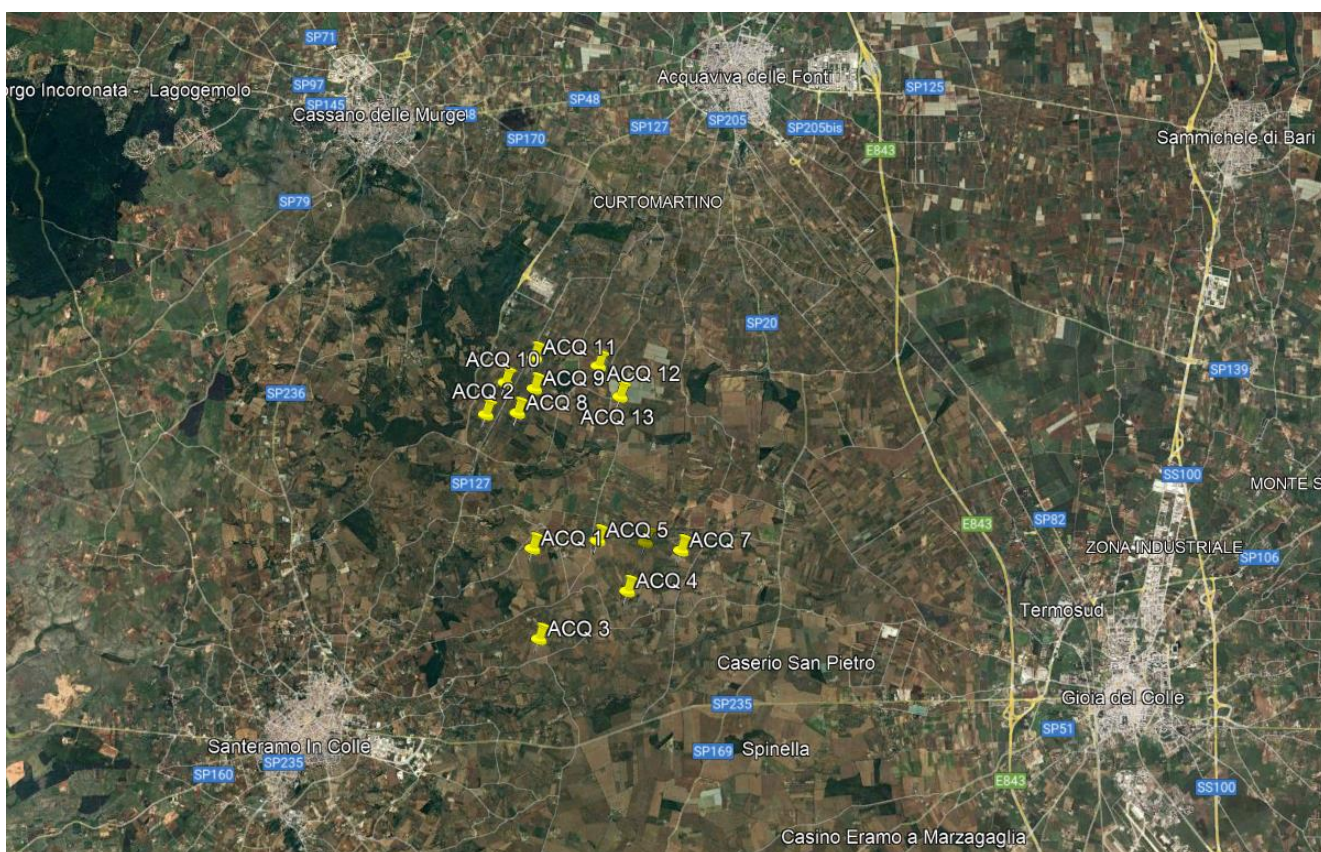 SP71
Acquaviva delle Fonti
SP97
orgo Incoronata - Lagogemolo
SP125
SP48
SP145
Cassano delle Murge
SP205
SP127
SP205bis
SP170
Sammichele di Bari
E843
SP79
CURTOMARTINO
SP20
ACQ 11
ACQ 10
SP139
ACQ 9
ACQ 12
SP236
ACQ 2
ACQ 8
ACQ 13
SS100
SP127
MONTE S
SP82
E843
ACQ 5
ACQ 1
ACQ 7
ZONA INDUSTRIALE
SP106
ACQ 4
Termosud
ACQ 3
Caserio San Pietro
Gioia del Colle
SP235
SP51
Santeramo In Colle
SP169
Spinella
SP235
SP160
E843
SS100
Casino Eramo a Marzagaglia